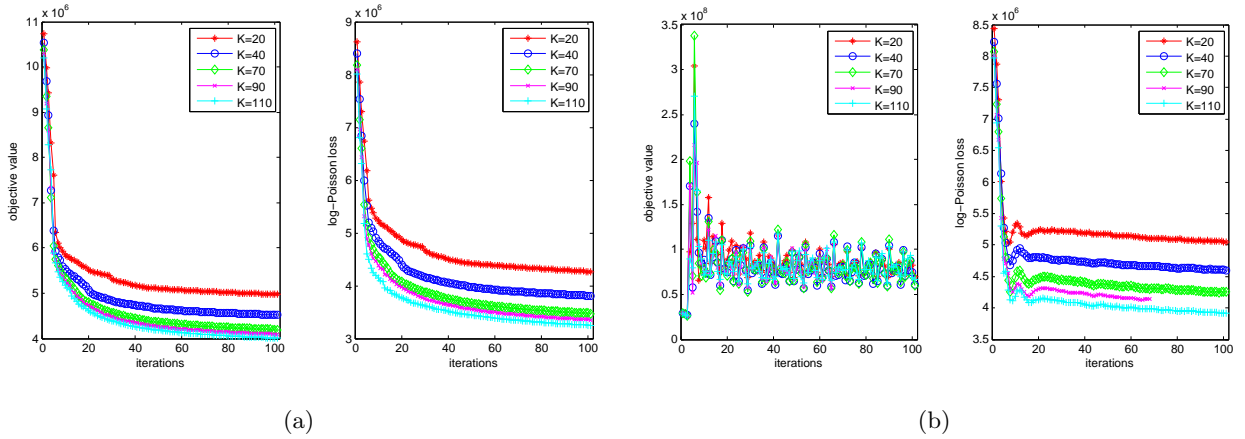 x 10^6
11
10
9
8
7
6
5
4
0
20
40
60
80
100
objective value
iterations
K=20
K=40
K=70
K=90
K=110
x 10^6
9
8
7
6
5
4
3
0
20
40
60
80
100
log−Poisson loss
iterations
K=20
K=40
K=70
K=90
K=110
(a)
x 10^8
3.5
3
2.5
2
1.5
1
0.5
0
0
20
40
60
80
100
objective value
iterations
K=20
K=40
K=70
K=90
K=110
x 10^6
8.5
8
7.5
7
6.5
6
5.5
5
4.5
4
3.5
0
20
40
60
80
100
log−Poisson loss
iterations
K=20
K=40
K=70
K=90
K=110
(b)